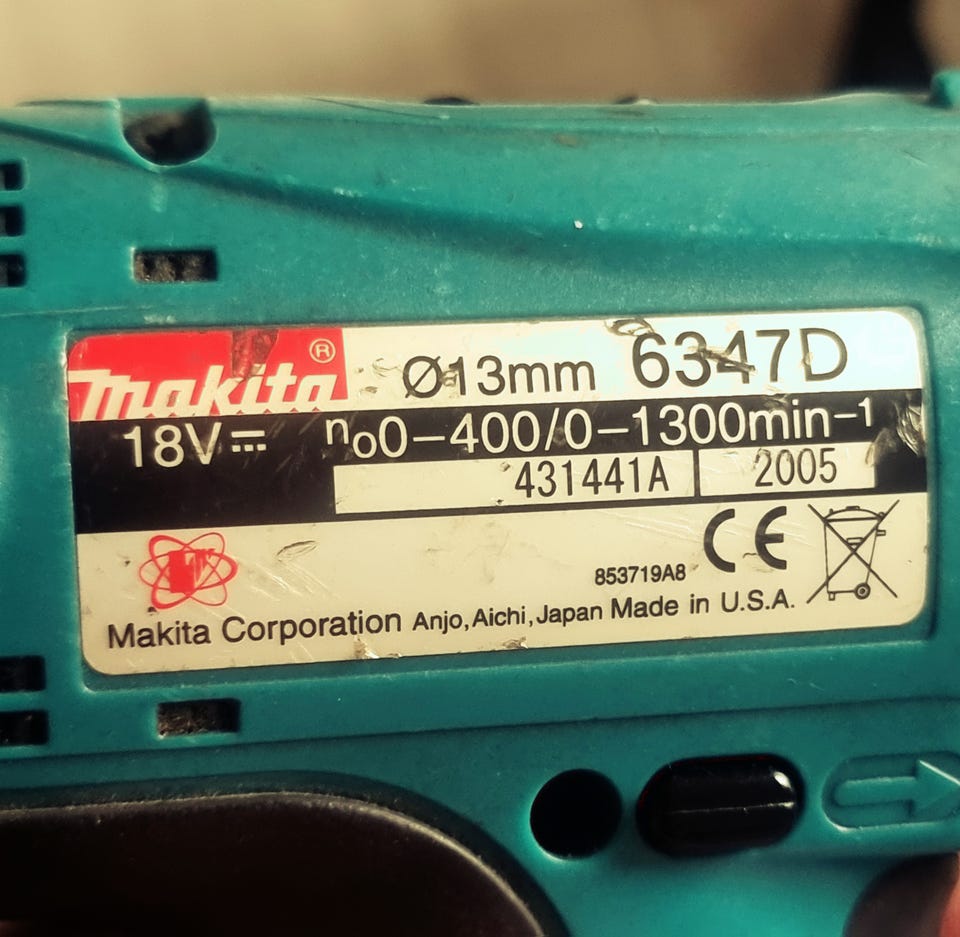 makita® Ø13mm 6347D
18V⎓ n₀0–400/0–1300min–1
431441A 2005
853719A8 CE
Makita Corporation Anjo,Aichi,Japan Made in U.S.A.